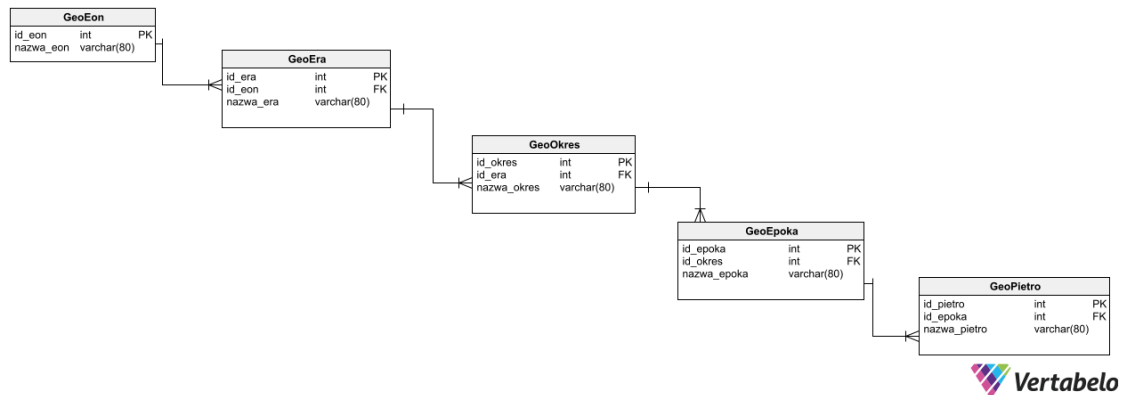 GeoEon
id_eon int PK
nazwa_eon varchar(80)
GeoEra
id_era int PK
id_eon int FK
nazwa_era varchar(80)
GeoOkres
id_okres int PK
id_era int FK
nazwa_okres varchar(80)
GeoEpoka
id_epoka int PK
id_okres int FK
nazwa_epoka varchar(80)
GeoPietro
id_pietro int PK
id_epoka int FK
nazwa_pietro varchar(80)
Vertabelo